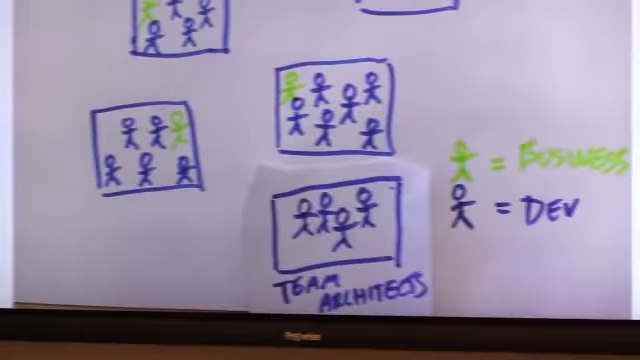 = BUSINESS
= DEV
TEAM
ARCHITECTS